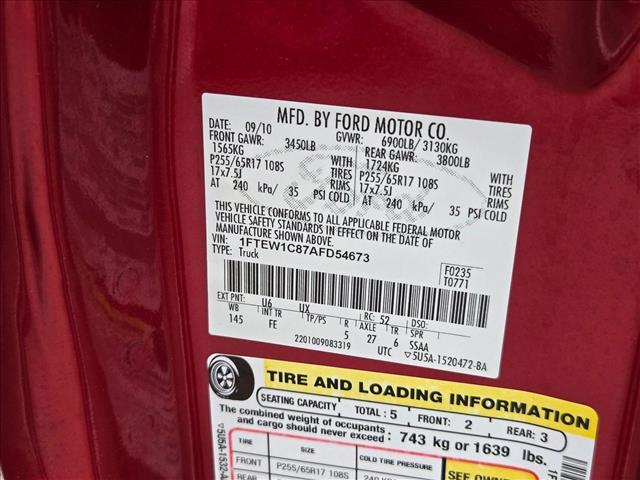 MFD. BY FORD MOTOR CO.
DATE: 09/10 GVWR: 6900LB/ 3130KG
FRONT GAWR: 3450LB REAR GAWR: 3800LB
1565KG WITH 1724KG WITH
P255/65R17 108S TIRES P255/65R17 108S TIRES
17x7.5J RIMS 17x7.5J RIMS
AT 240 kPa/ 35 PSI COLD AT 240 kPa/ 35 PSI COLD
THIS VEHICLE CONFORMS TO ALL APPLICABLE FEDERAL MOTOR
VEHICLE SAFETY STANDARDS IN EFFECT ON THE DATE OF
MANUFACTURE SHOWN ABOVE.
1FTEW1C87AFD54673
TYPE: Truck
F0235
T0771
EXT PNT: U6 UX RC: 52 DSO:
WB INT TR TP/PS R AXLE TR SPR
145 FE 5 27 6 SSAA
2201009083319 UTC ▽5U5A-1520472-BA
TIRE AND LOADING INFORMATION
SEATING CAPACITY TOTAL : 5 FRONT : 2 REAR: 3
The combined weight of occupants
and cargo should never exceed : 743 kg or 1639 lbs.
TIRE SIZE COLD TIRE PRESSURE SEE OWNER
FRONT P255/65R17 108S
REAR